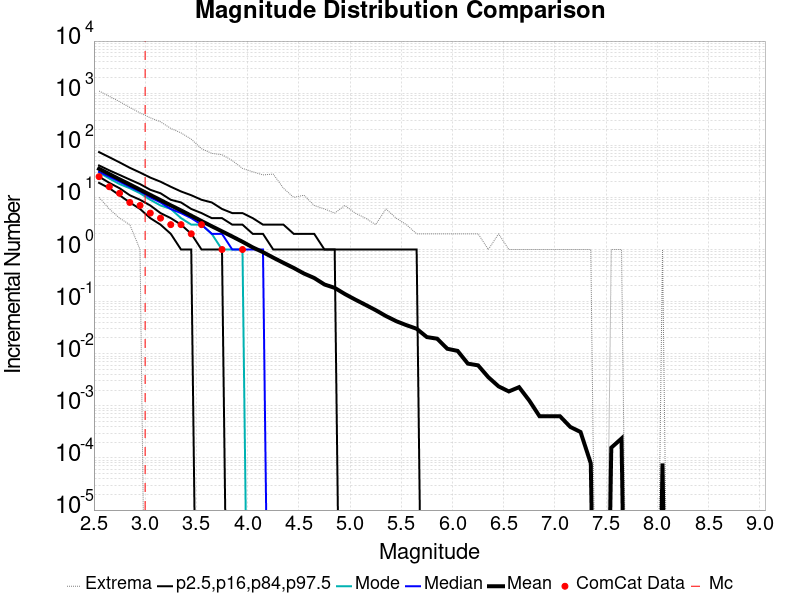 Magnitude Distribution Comparison
10^4
10^3
10^2
10^1
10^0
10^-1
10^-2
10^-3
10^-4
10^-5
Incremental Number
2.5 3.0 3.5 4.0 4.5 5.0 5.5 6.0 6.5 7.0 7.5 8.0 8.5 9.0
Magnitude
Extrema p2.5,p16,p84,p97.5 Mode Median Mean ComCat Data Mc